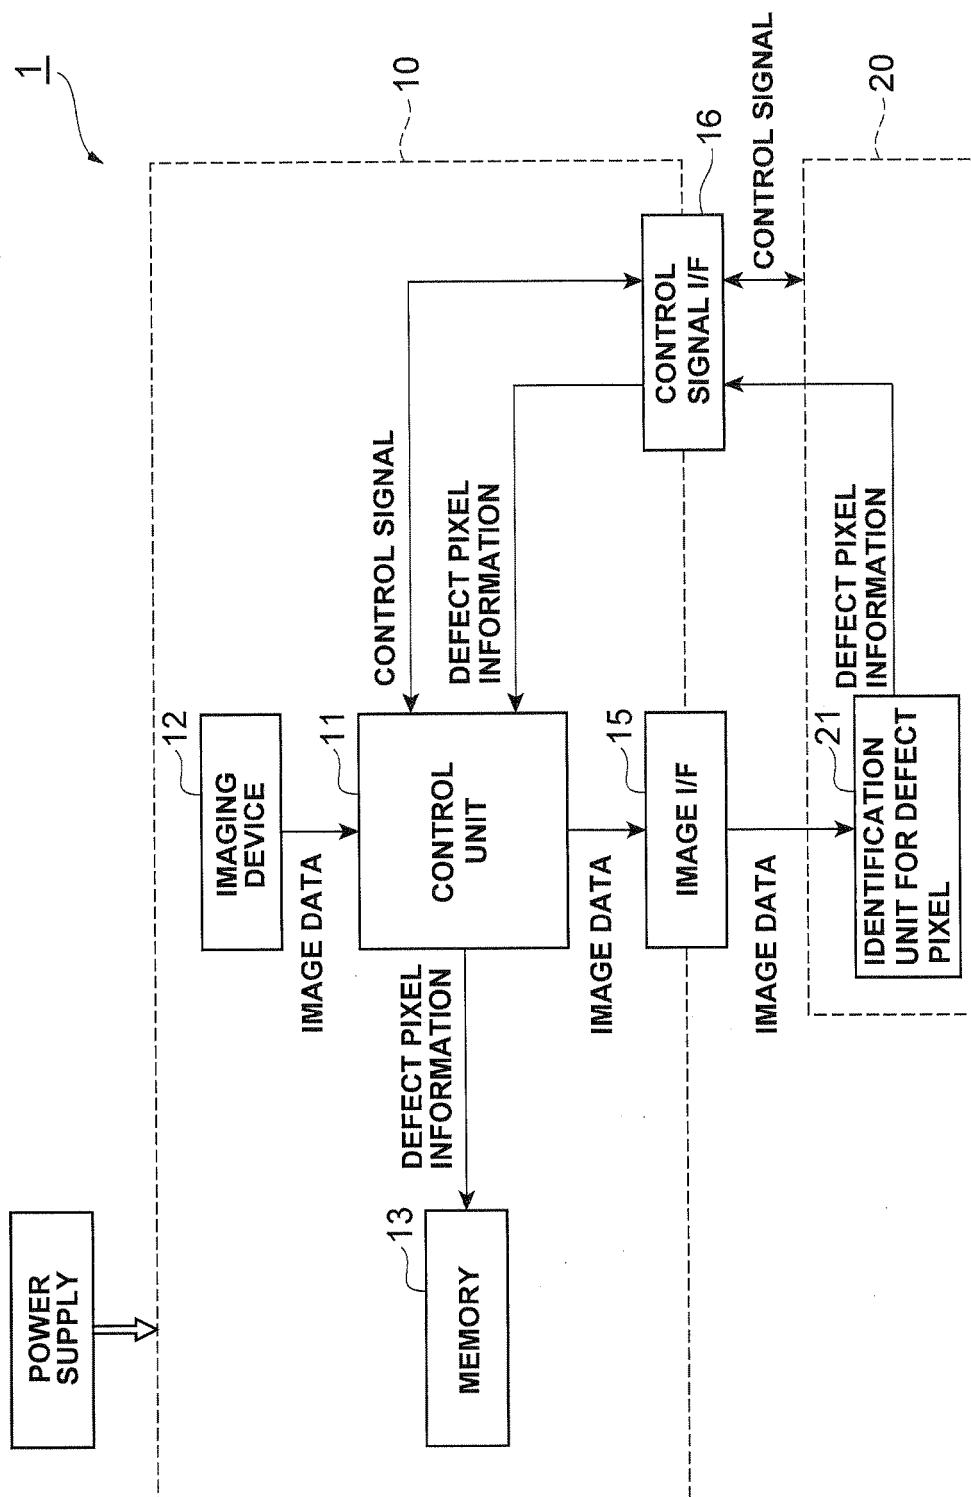 1
10
POWER
SUPPLY
12
IMAGING
DEVICE
IMAGE DATA
11
CONTROL
UNIT
CONTROL SIGNAL
DEFECT PIXEL
INFORMATION
DEFECT PIXEL
INFORMATION
13
MEMORY
IMAGE DATA
15
IMAGE I/F
16
CONTROL
SIGNAL I/F
CONTROL SIGNAL
20
IMAGE DATA
21
IDENTIFICATION
UNIT FOR DEFECT
PIXEL
DEFECT PIXEL
INFORMATION